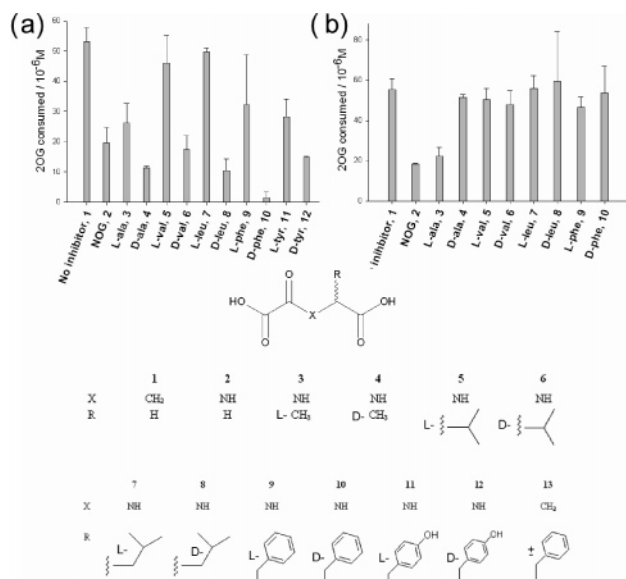 (a)
2OG consumed / 10⁻⁶M
60
50
40
30
20
10
0
No inhibitor, 1
NOG, 2
L-ala, 3
D-ala, 4
L-val, 5
D-val, 6
L-leu, 7
D-leu, 8
L-phe, 9
D-phe, 10
L-tyr, 11
D-tyr, 12
(b)
2OG consumed / 10⁻⁶M
80
60
40
20
0
inhibitor, 1
NOG, 2
L-ala, 3
D-ala, 4
L-val, 5
D-val, 6
L-leu, 7
D-leu, 8
L-phe, 9
D-phe, 10
O R
HO X OH
O O
1 2 3 4 5 6
X CH₂ NH NH NH NH NH
R H H L- CH₃ D- CH₃ L- D-
7 8 9 10 11 12 13
X NH NH NH NH NH NH CH₂
R L- D- L- D- L- OH D- OH ±